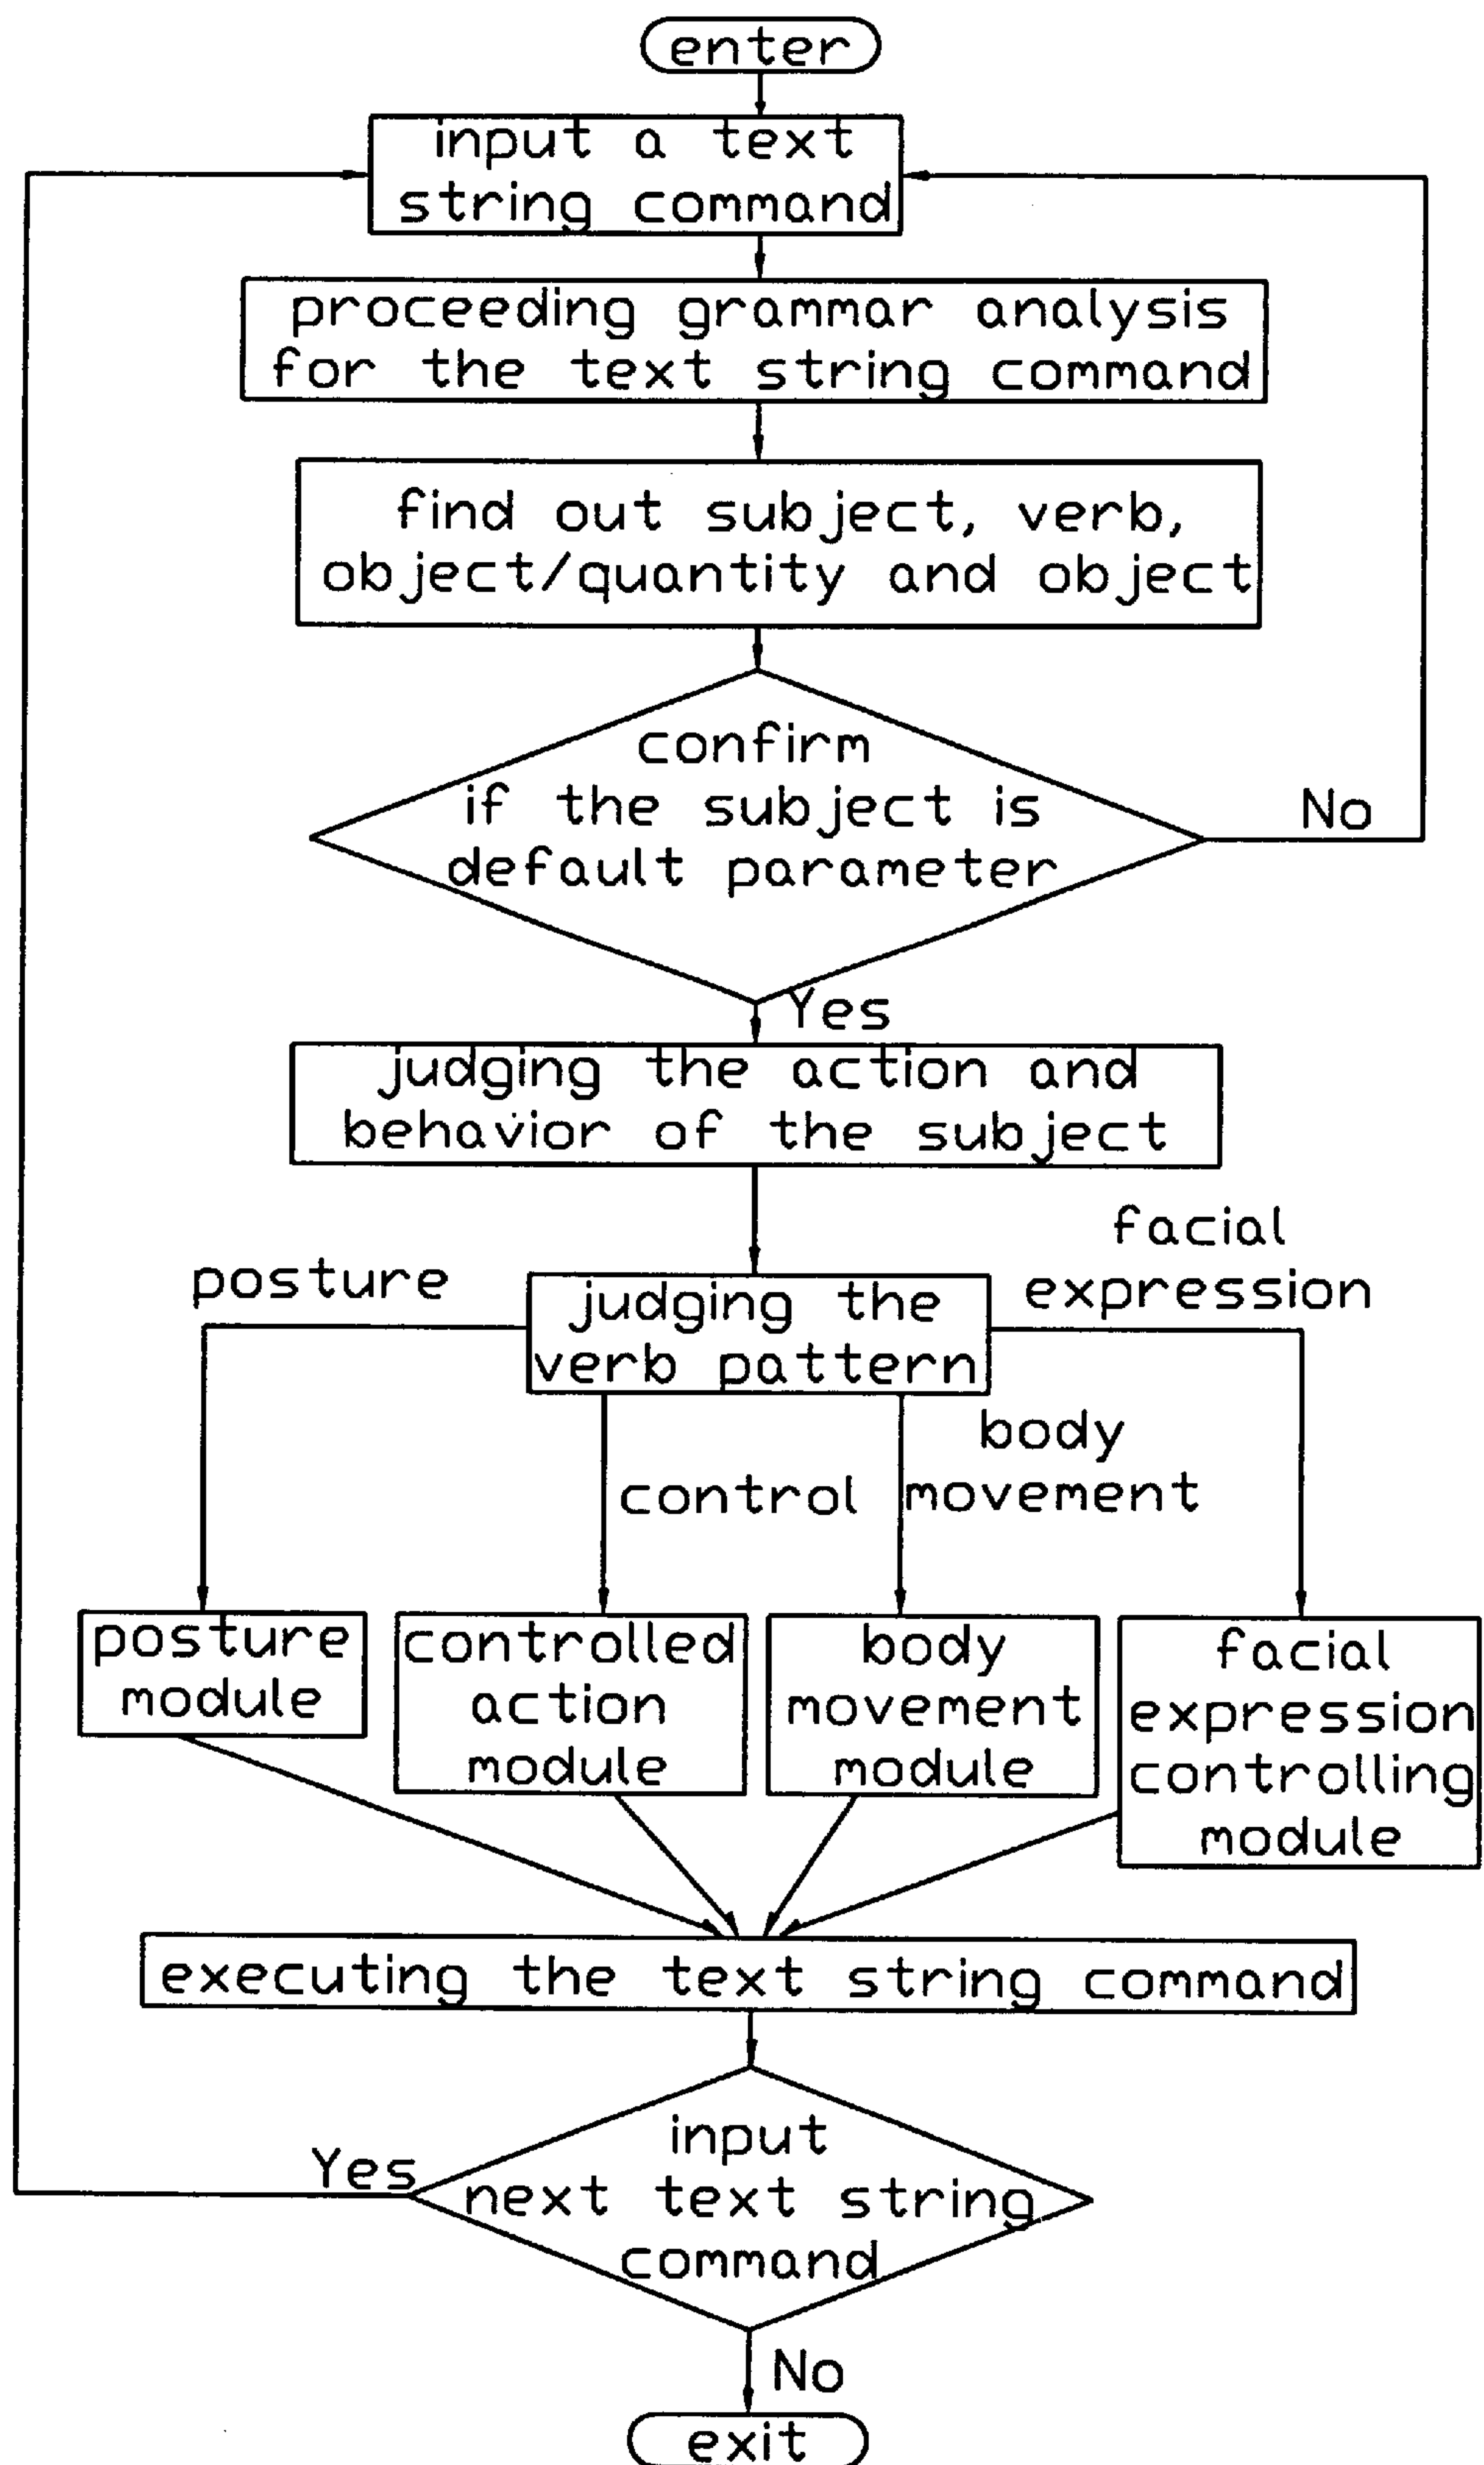 enter
input a text
string command
proceeding grammar analysis
for the text string command
find out subject, verb,
object/quantity and object
confirm
if the subject is
default parameter
No
Yes
judging the action and
behavior of the subject
posture
facial
expression
judging the
verb pattern
control
body
movement
posture
module
controlled
action
module
body
movement
module
facial
expression
controlling
module
executing the text string command
input
next text string
command
Yes
No
exit